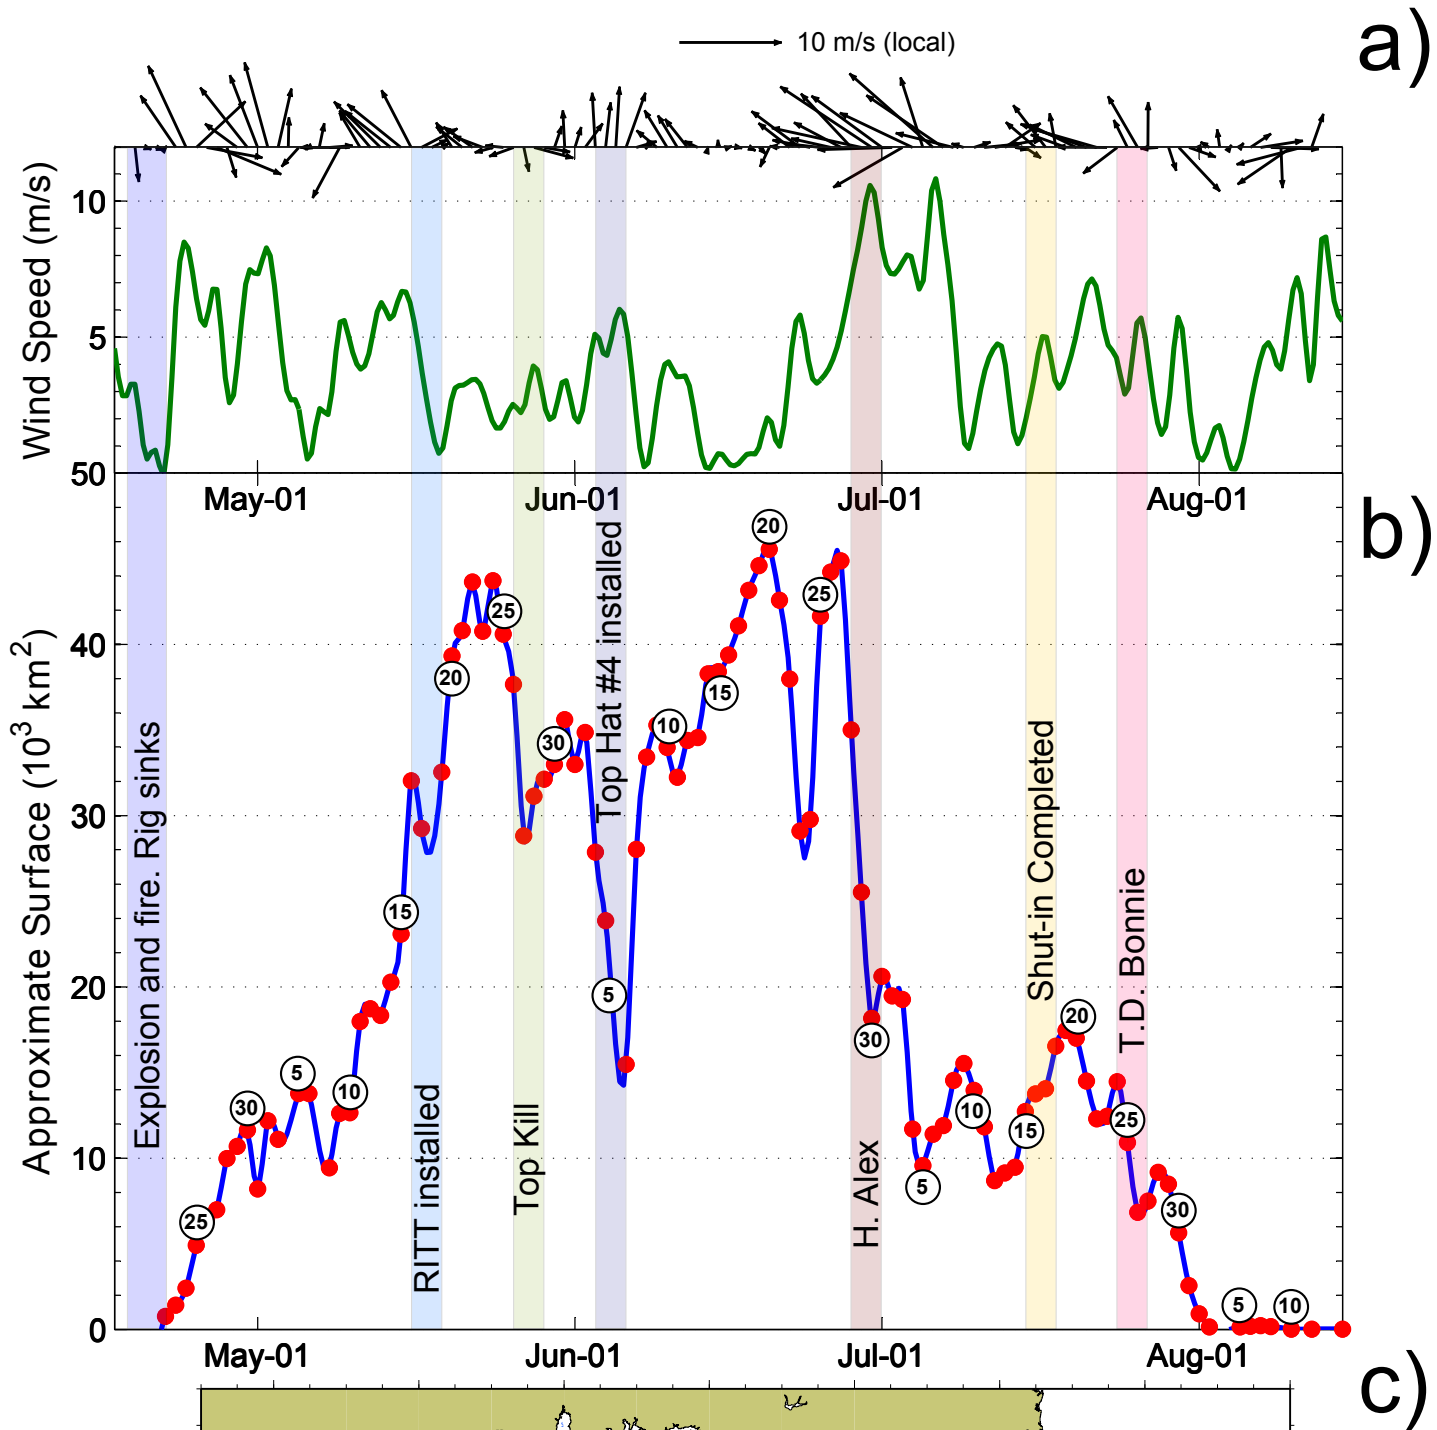 a)
10 m/s (local)
Wind Speed (m/s)
10
5
50
May-01
Jun-01
Jul-01
Aug-01
b)
Approximate Surface (10³ km²)
40
30
20
10
0
Explosion and fire. Rig sinks
RITT installed
Top Kill
Top Hat #4 installed
H. Alex
Shut-in Completed
T.D. Bonnie
25
30
5
10
15
20
25
30
5
10
15
20
25
30
5
10
15
20
25
30
5
10
May-01
Jun-01
Jul-01
Aug-01
c)